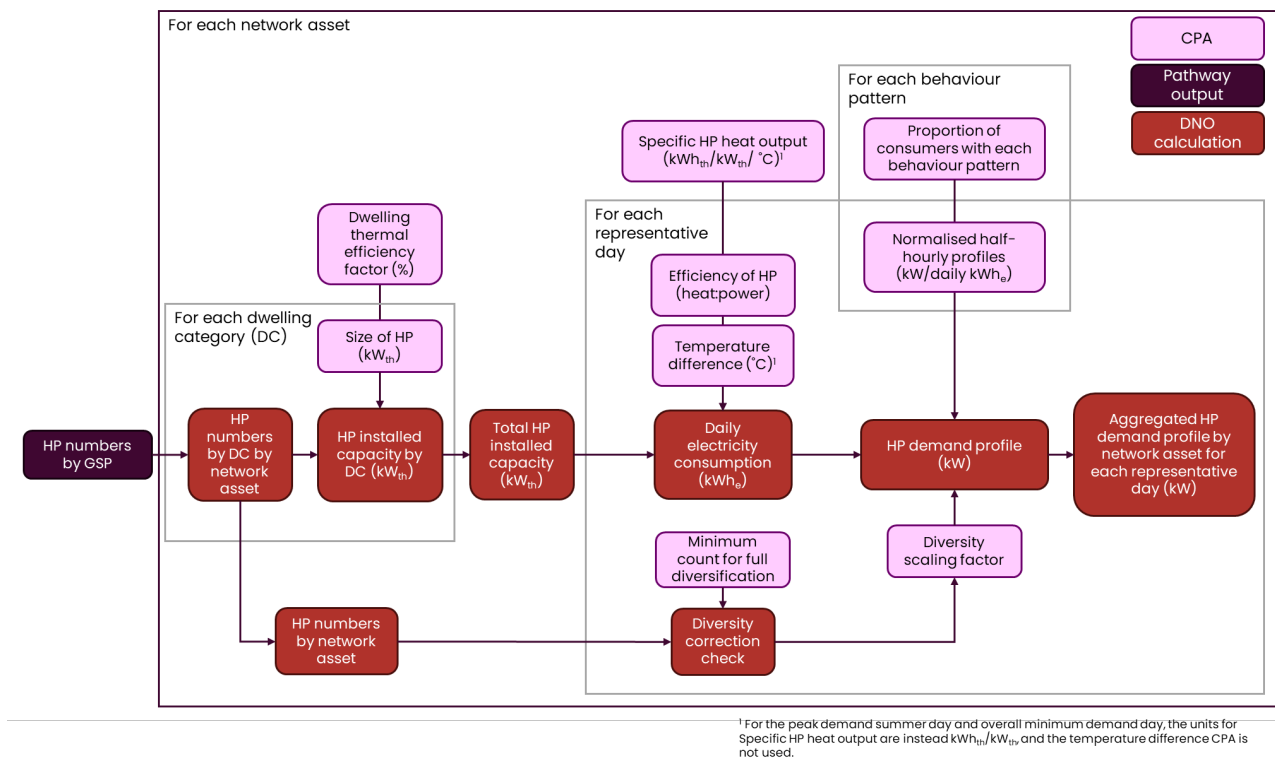 For each network asset
CPA
Pathway
output
DNO
calculation
For each behaviour
pattern
Proportion of
consumers with each
behaviour pattern
Specific HP heat output
(kWhth/kWth/ °C)¹
For each
representative
day
Normalised half-
hourly profiles
(kW/daily kWhe)
Dwelling
thermal
efficiency
factor (%)
Efficiency of HP
(heat:power)
For each dwelling
category (DC)
Size of HP
(kWth)
Temperature
difference (°C)¹
HP numbers
by GSP
HP
numbers
by DC by
network
asset
HP installed
capacity by
DC (kWth)
Total HP
installed
capacity
(kWth)
Daily
electricity
consumption
(kWhe)
HP demand profile
(kW)
Aggregated HP
demand profile by
network asset for
each representative
day (kW)
Minimum
count for full
diversification
Diversity
scaling factor
HP numbers
by network
asset
Diversity
correction
check
¹ For the peak demand summer day and overall minimum demand day, the units for
Specific HP heat output are instead kWhth/kWth, and the temperature difference CPA is
not used.